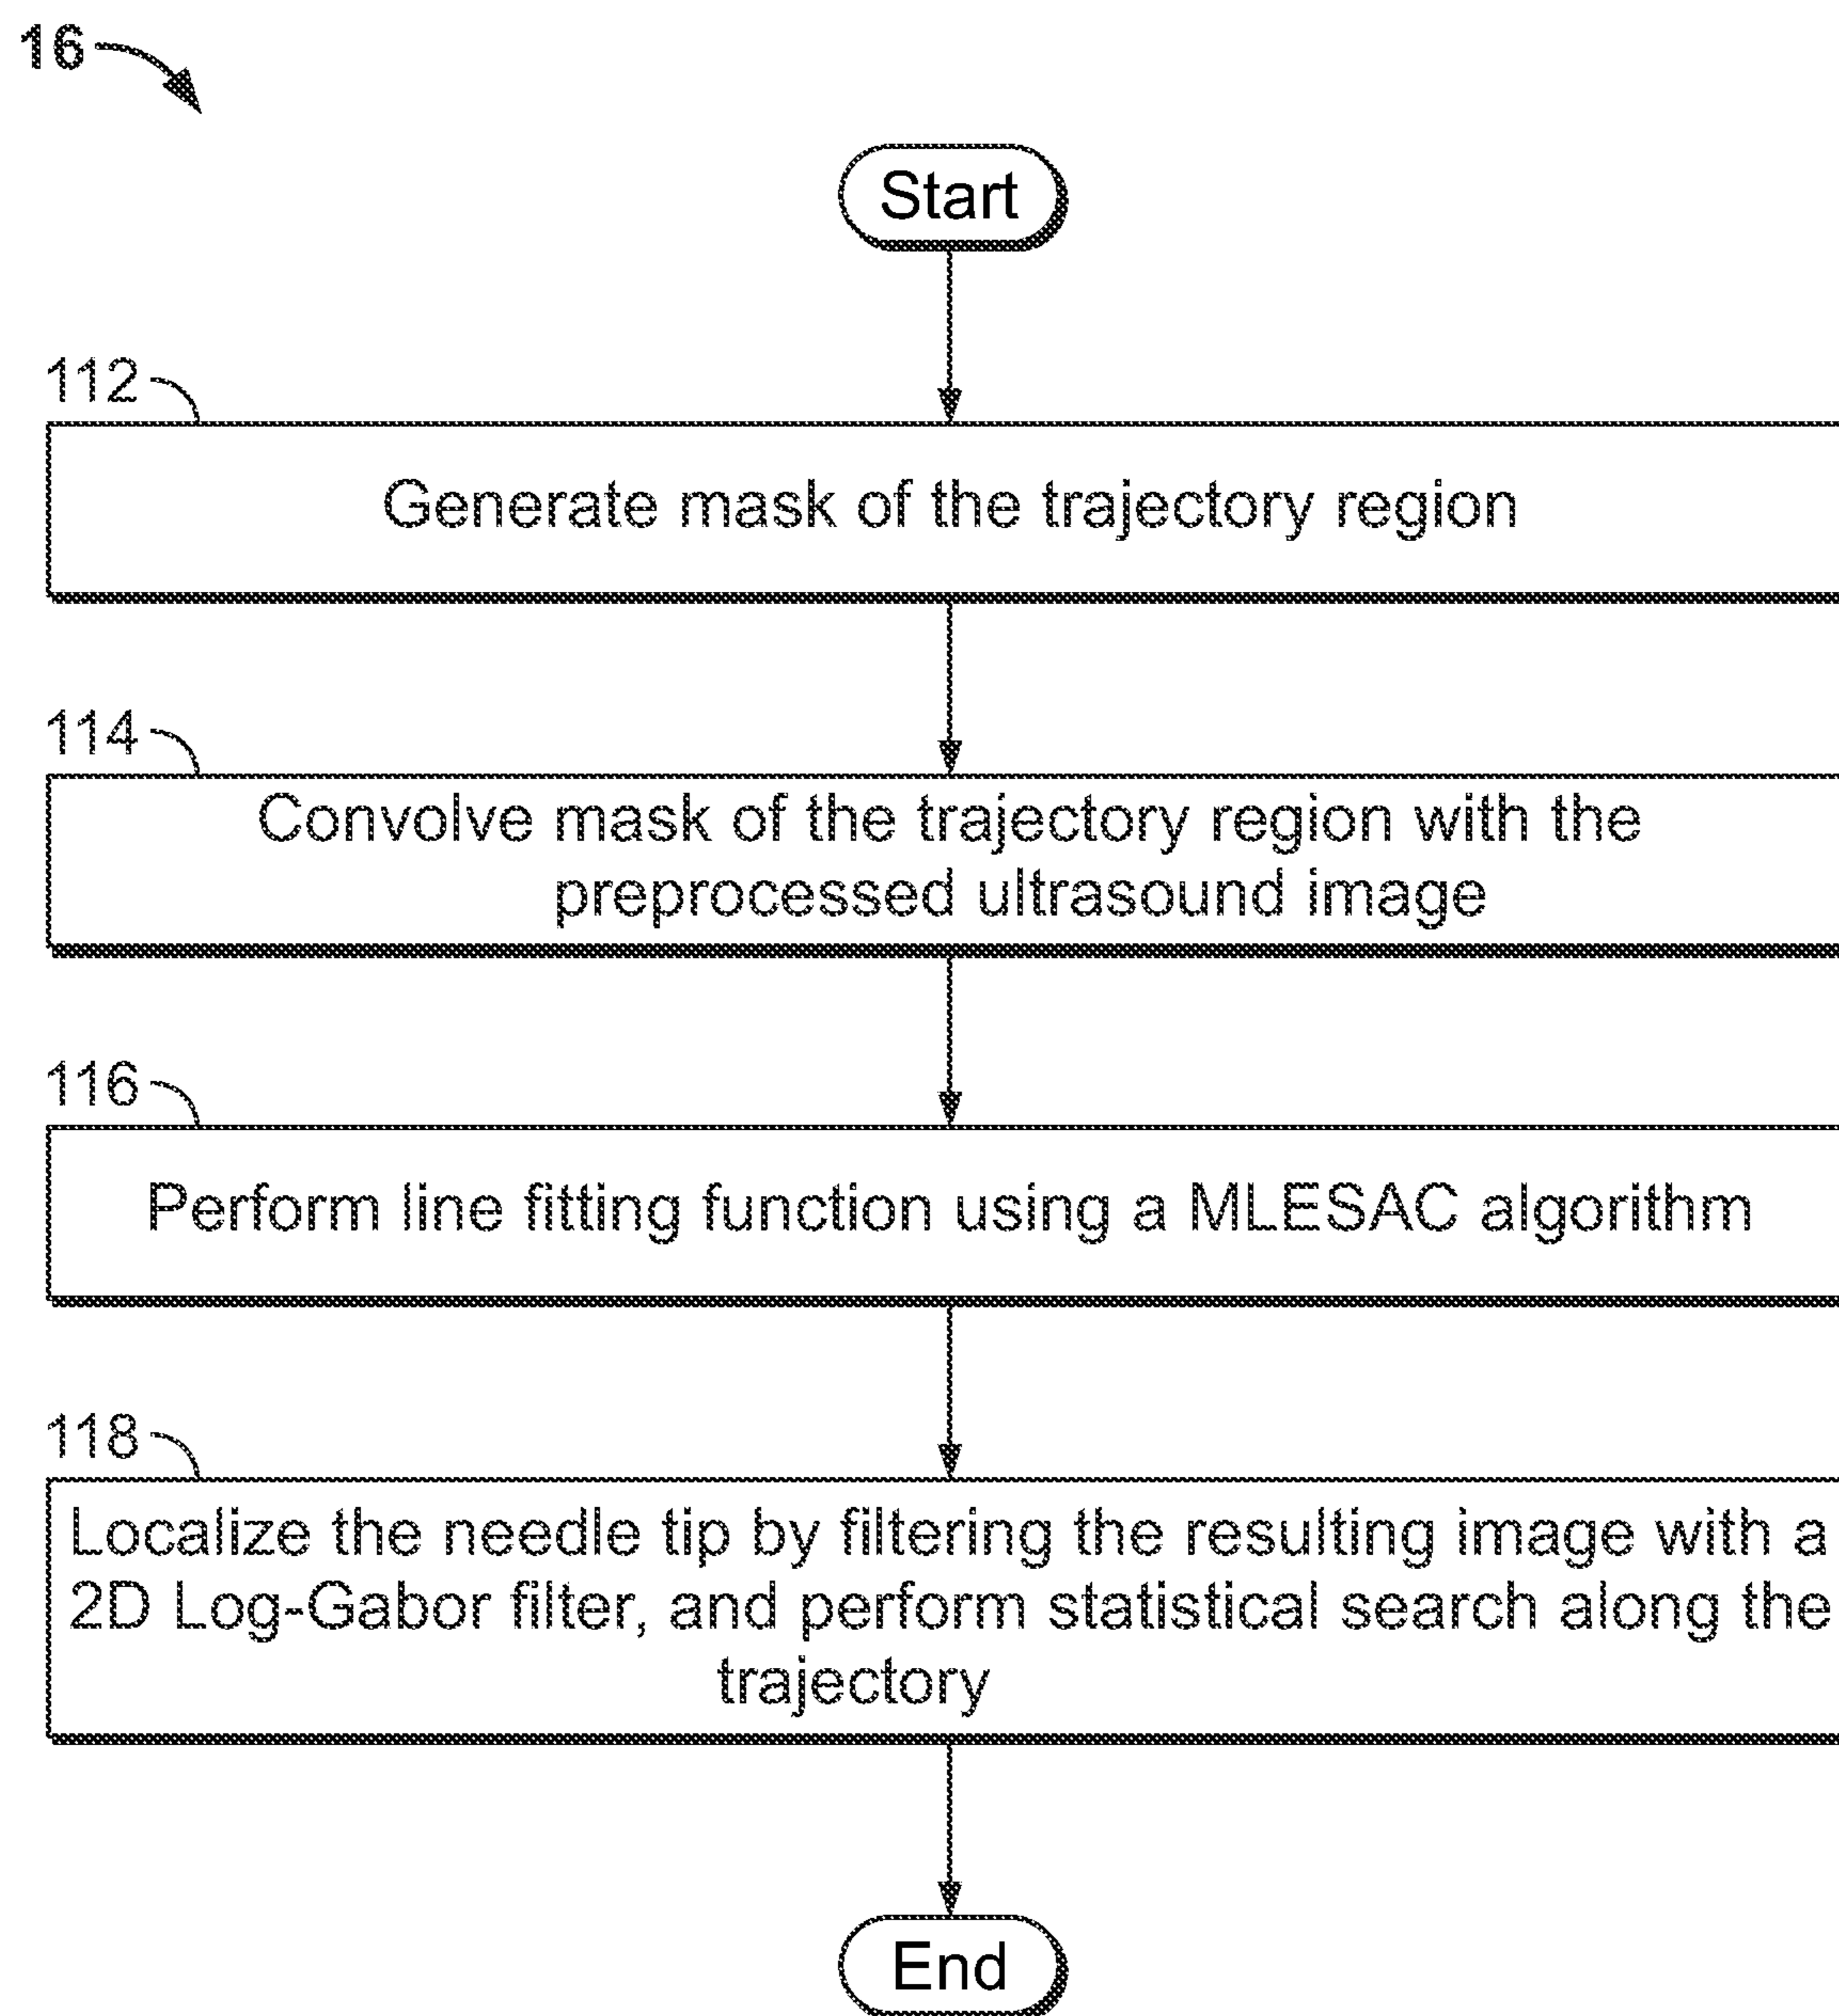 16
Start
112
Generate mask of the trajectory region
114
Convolve mask of the trajectory region with the
preprocessed ultrasound image
116
Perform line fitting function using a MLESAC algorithm
118
Localize the needle tip by filtering the resulting image with a
2D Log-Gabor filter, and perform statistical search along the
trajectory
End